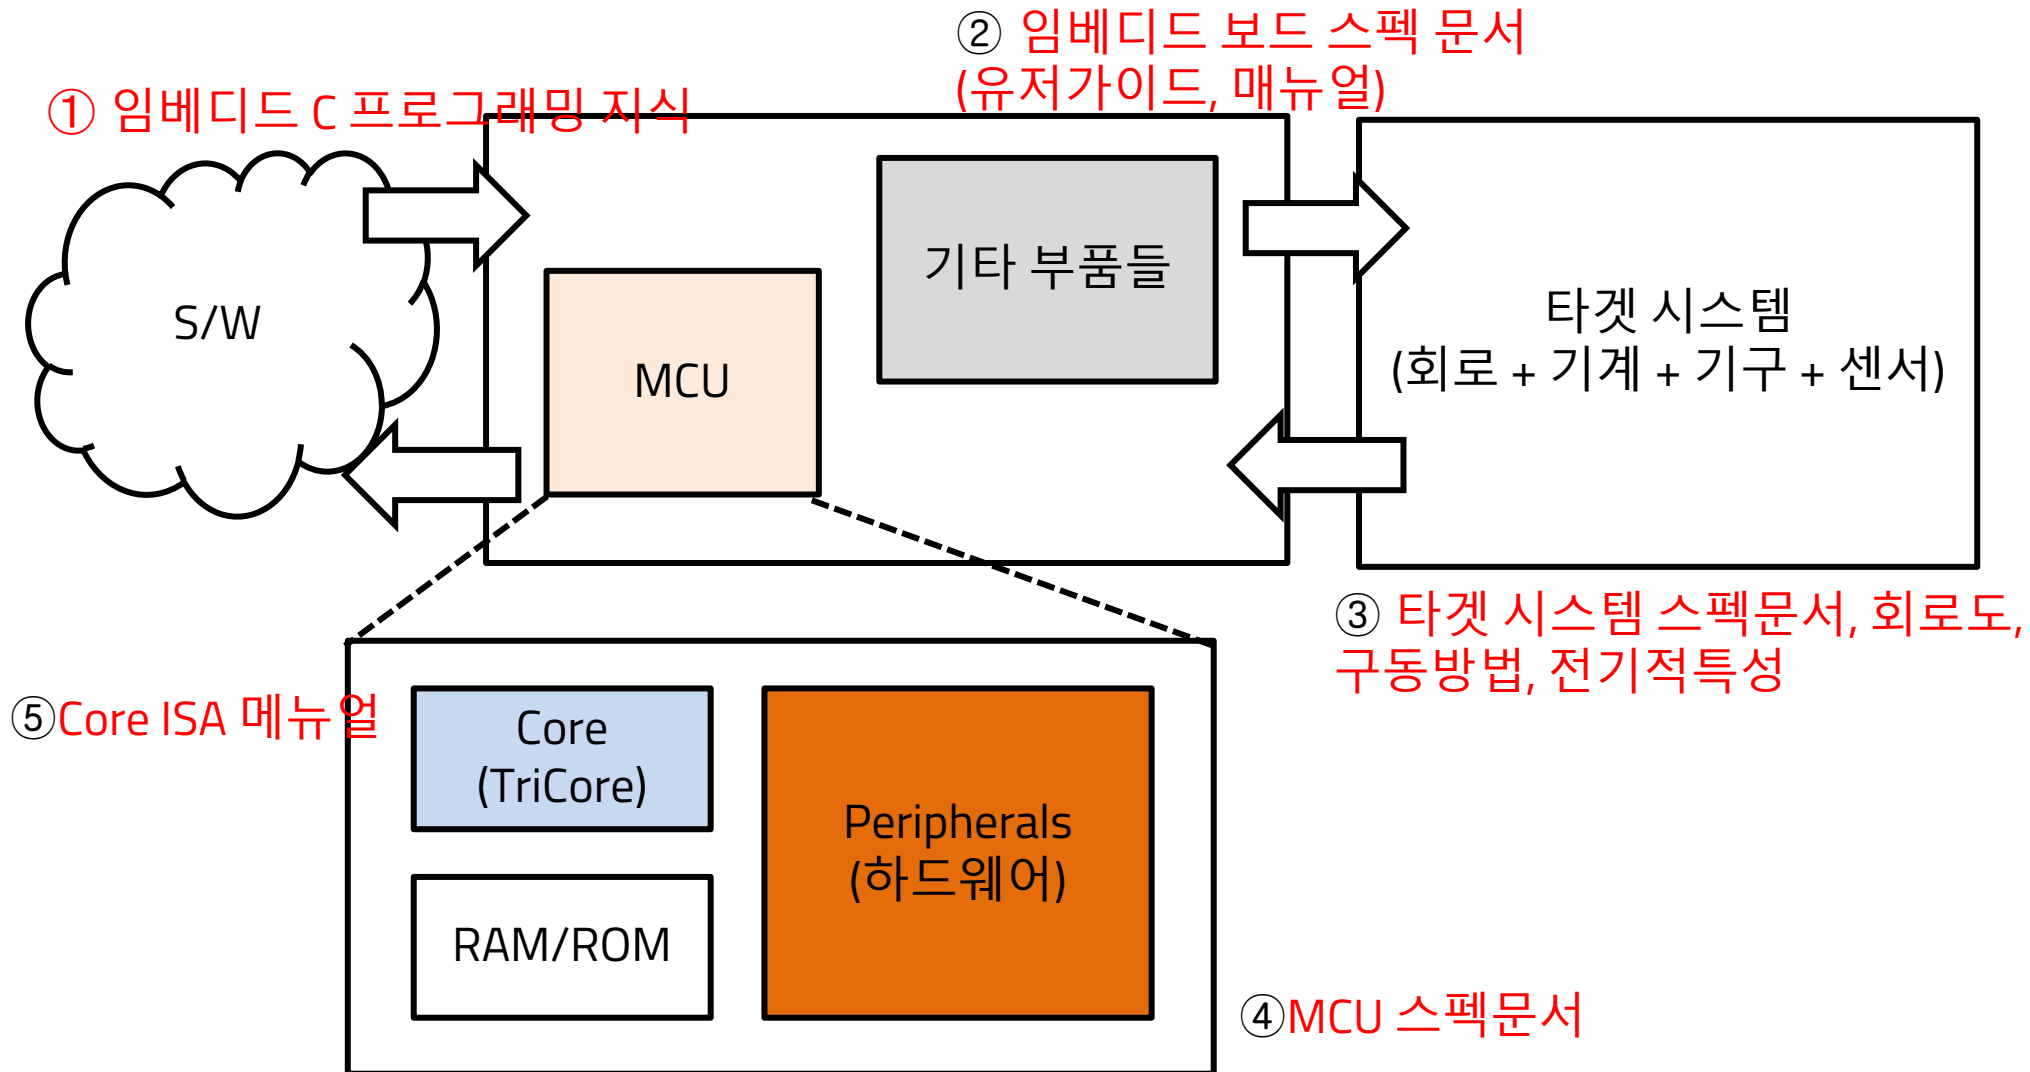 ② 임베디드 보드 스펙 문서
(유저가이드, 매뉴얼)
① 임베디드 C 프로그래밍 지식
기타 부품들
S/W
MCU
타겟 시스템
(회로 + 기계 + 기구 + 센서)
③ 타겟 시스템 스펙문서, 회로도,
구동방법, 전기적특성
⑤Core ISA 메뉴얼
Core
(TriCore)
Peripherals
(하드웨어)
RAM/ROM
④MCU 스펙문서